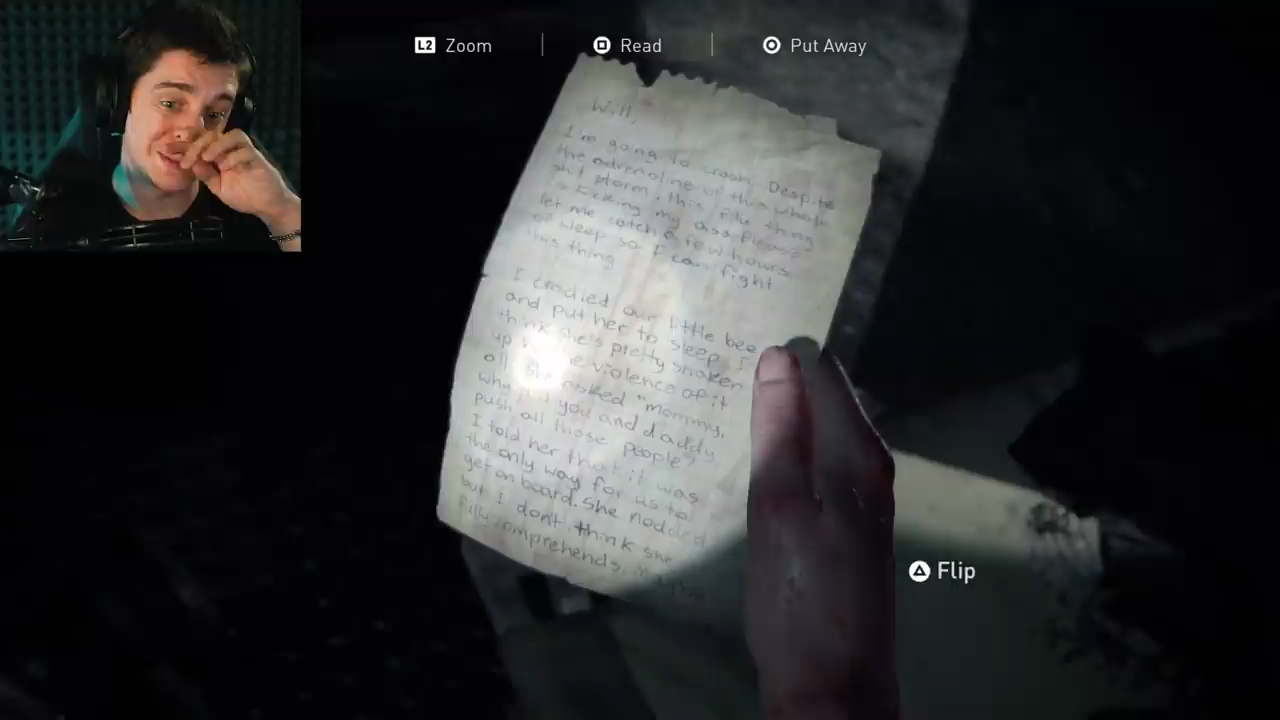 L2 Zoom
Read
Put Away
Will,
I'm going to crash. Despite
the adrenaline of this whole
shit storm, this flu thing
is kicking my ass. Please
let me catch a few hours
of sleep so I can fight
this thing
I cradled our little bee
and put her to sleep. I
think she's pretty shaken
up the violence of it
all. She asked "Mommy,
why did you and daddy
push all those people?"
I told her that it was
the only way for us to
get on board. She nodded
but I don't think she
fully comprehends.
Flip